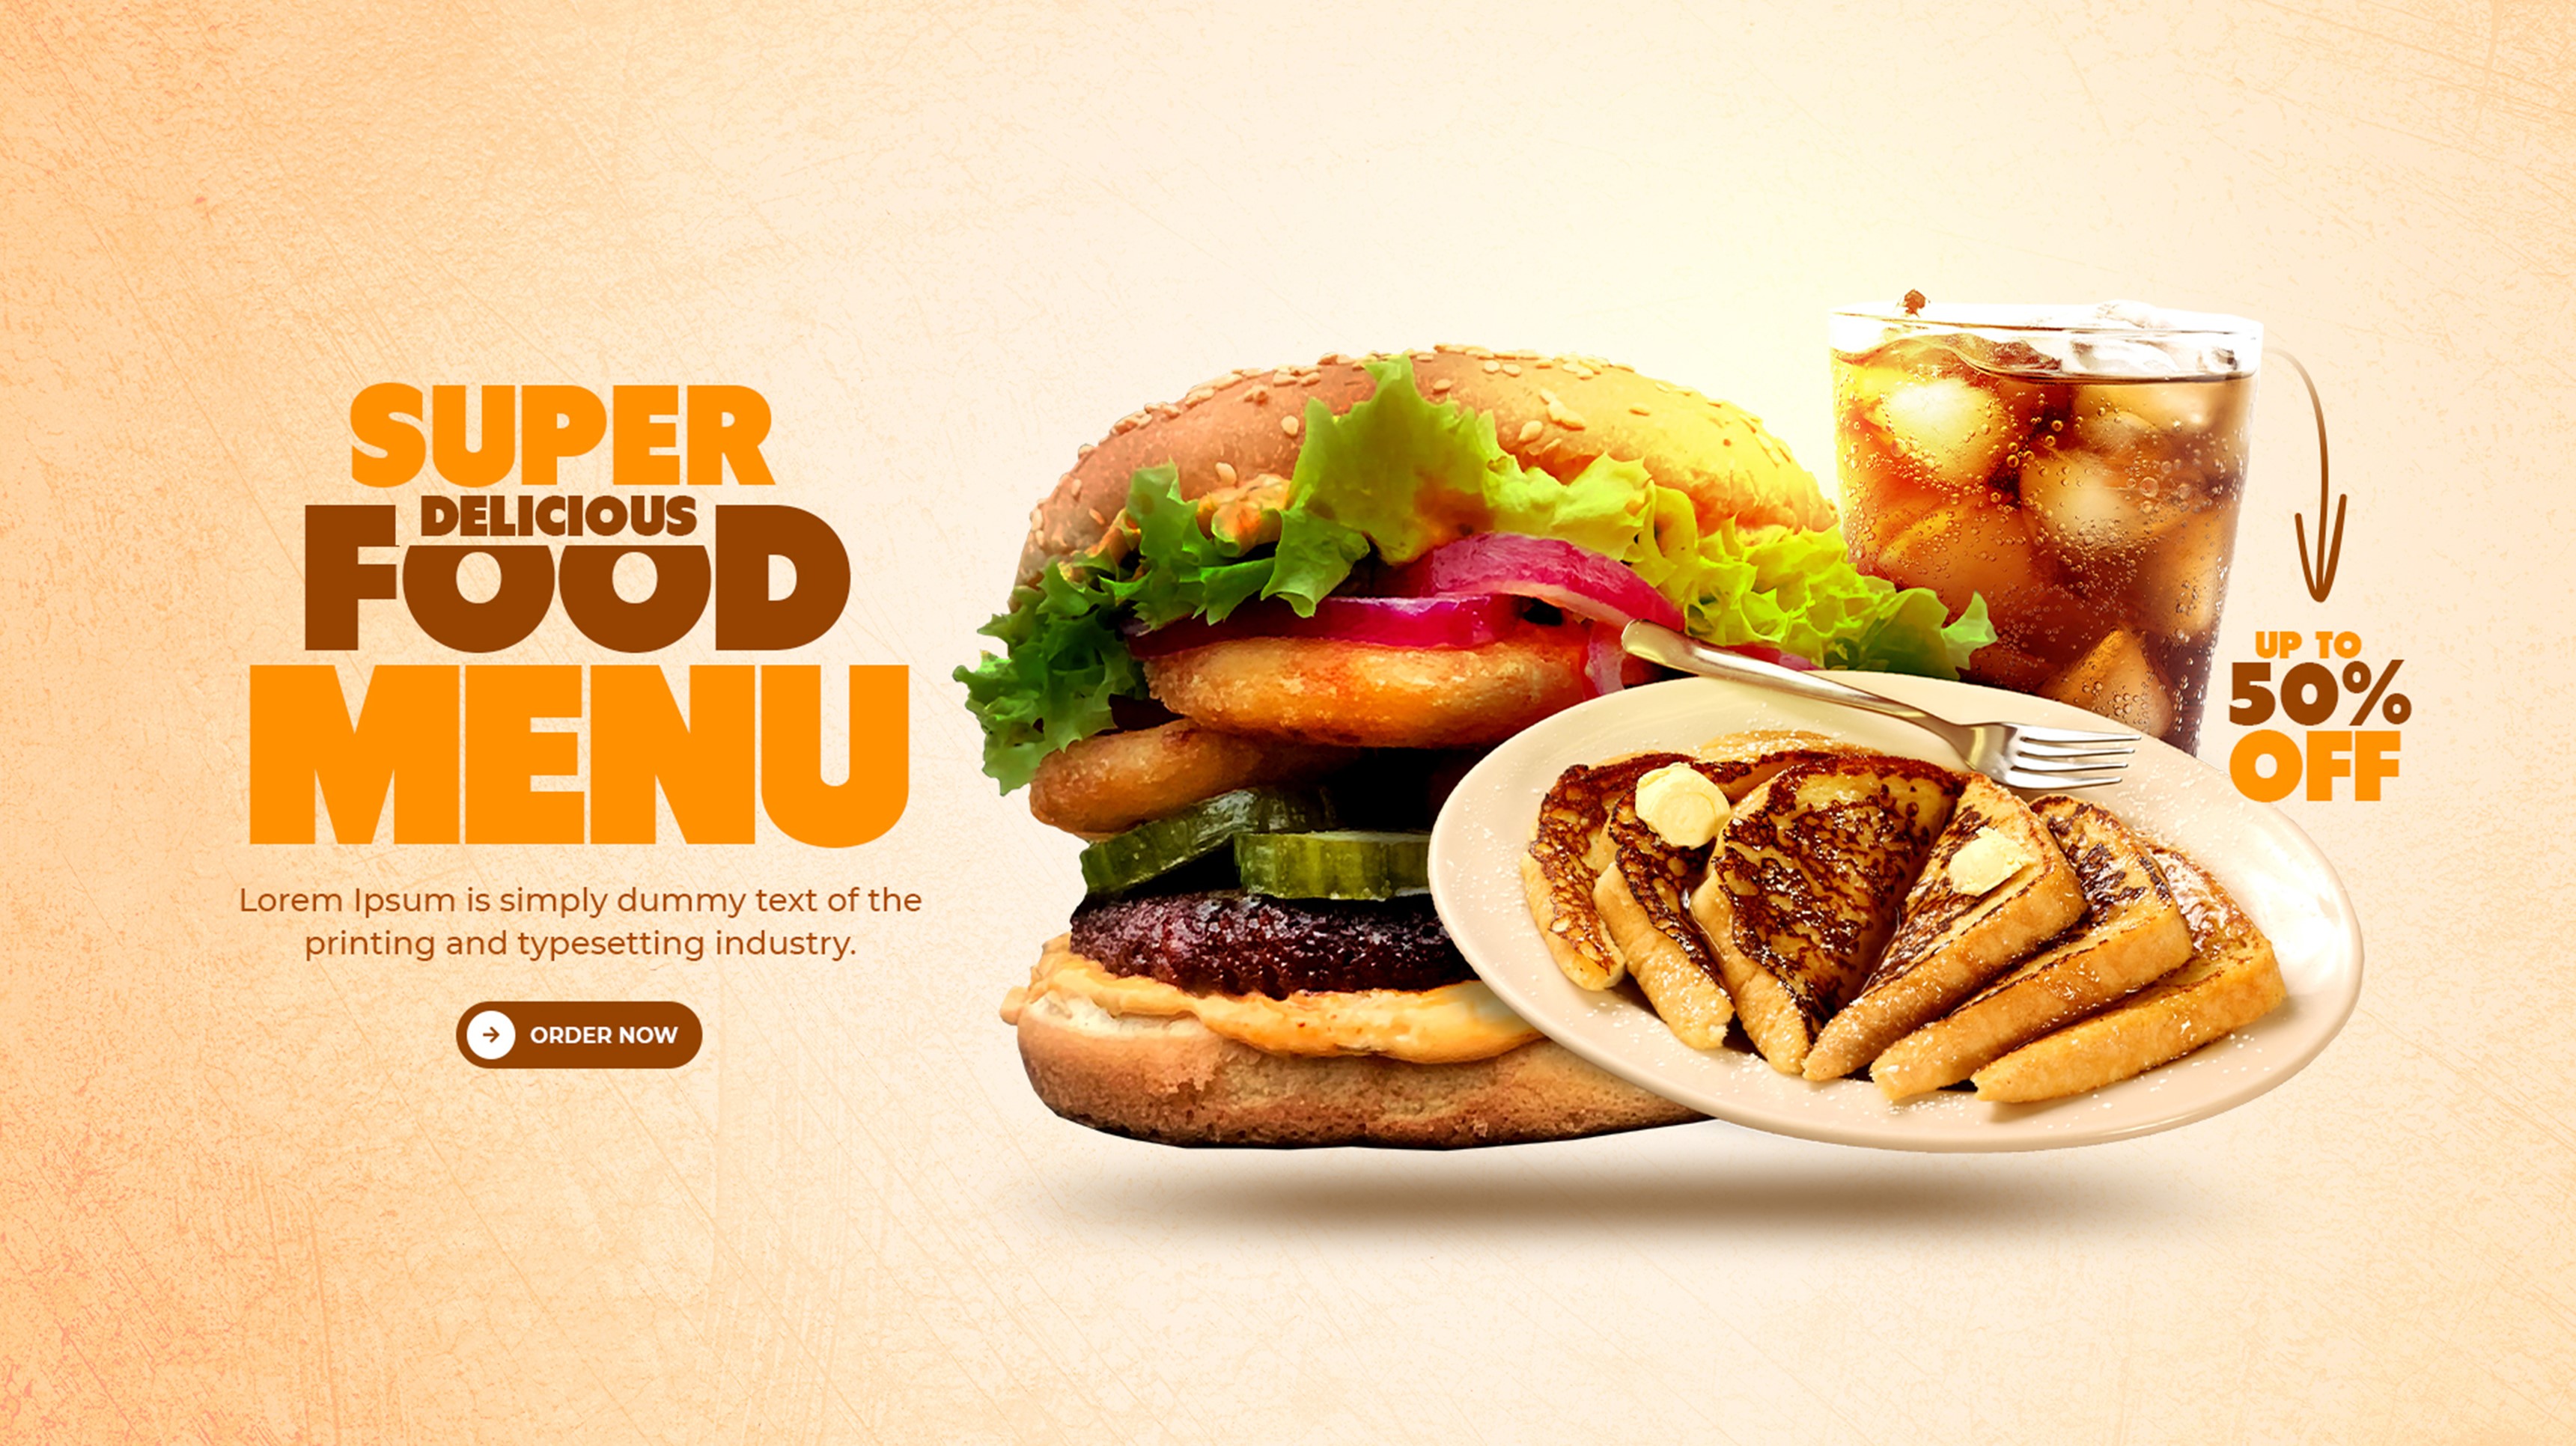 SUPER
DELICIOUS
FOOD
MENU
Lorem Ipsum is simply dummy text of the
printing and typesetting industry.
ORDER NOW
UP TO
50%
OFF